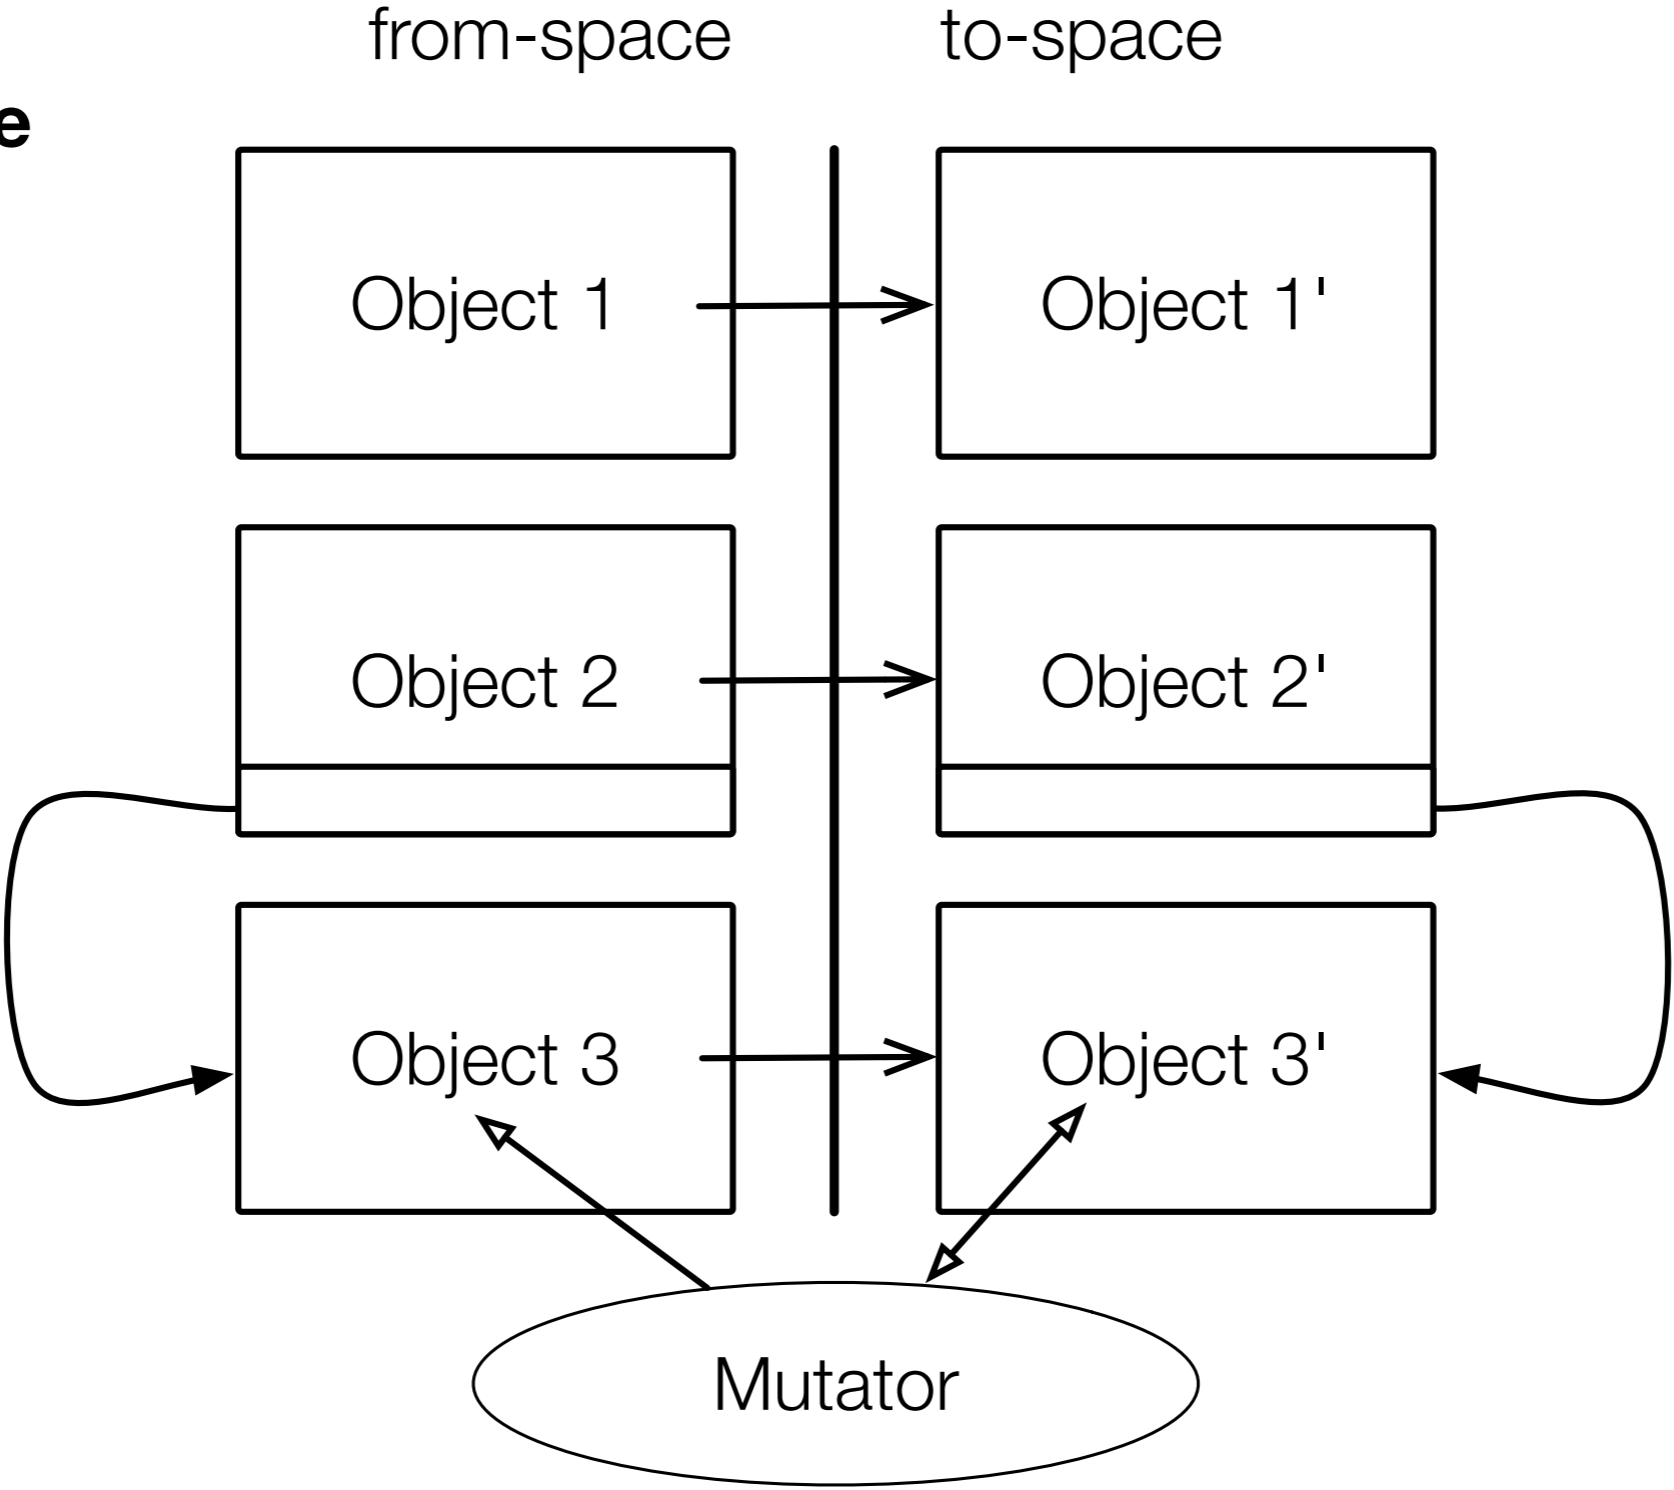 from-space
to-space
e
Object 1
Object 1'
Object 2
Object 2'
Object 3
Object 3'
Mutator